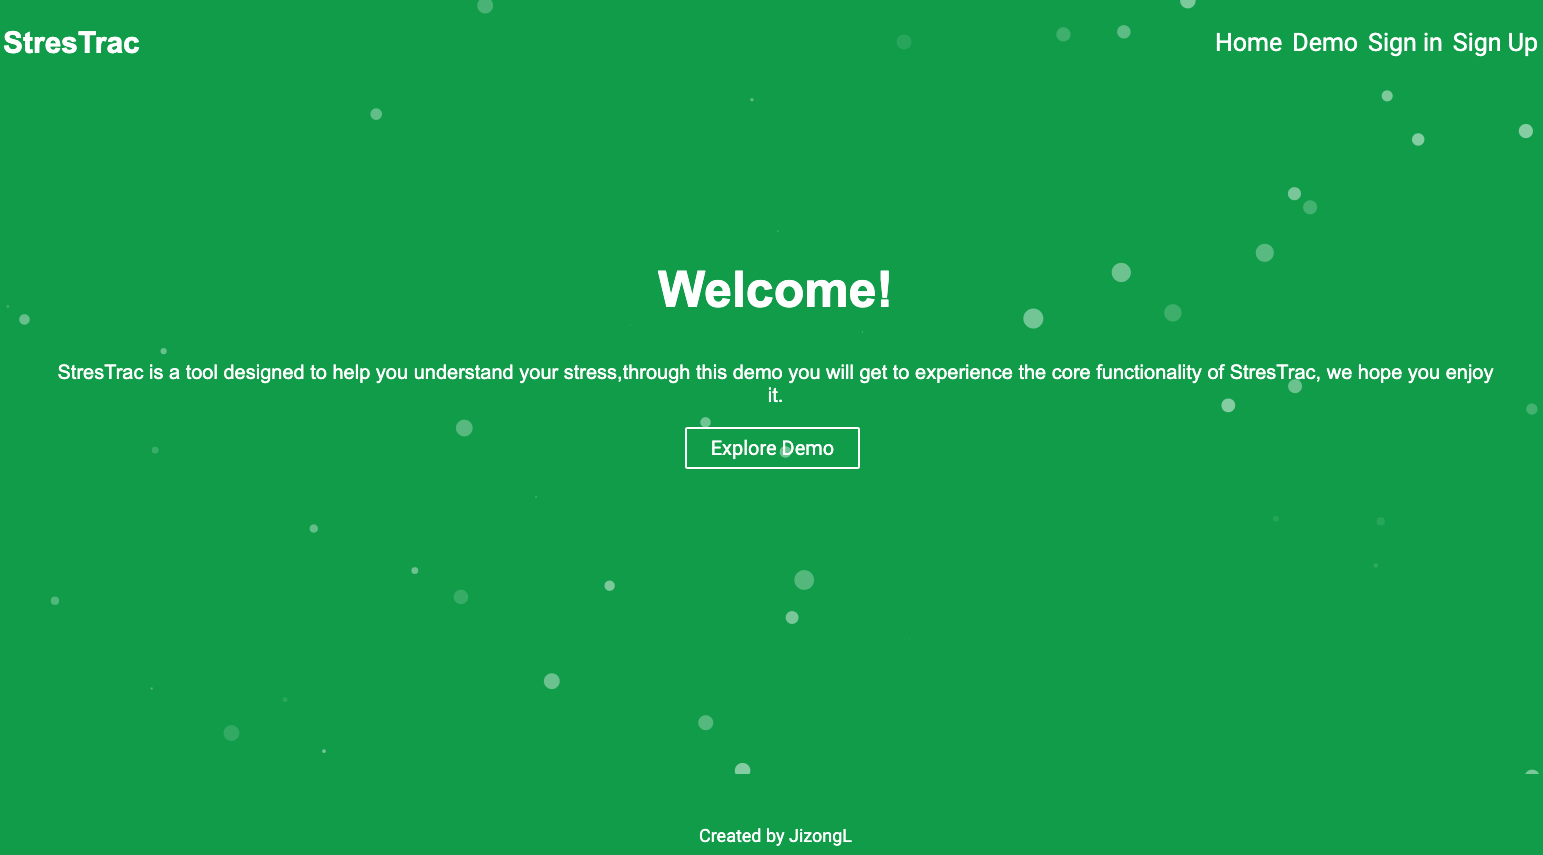 StresTrac
Home Demo Sign in Sign Up
Welcome!
StresTrac is a tool designed to help you understand your stress,through this demo you will get to experience the core functionality of StresTrac, we hope you enjoy
it.
Explore Demo
Created by JizongL